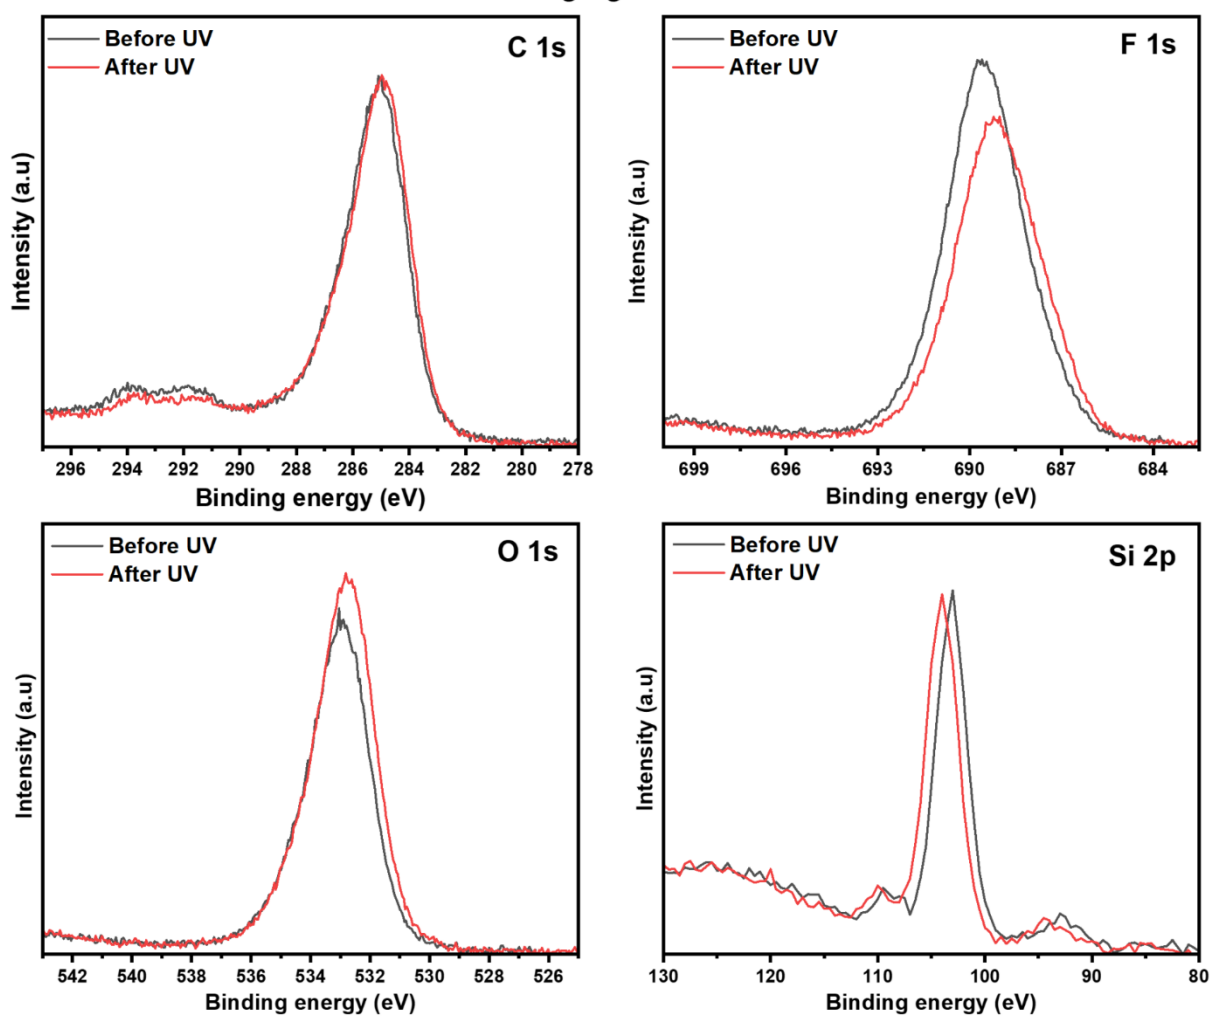 Before UV
After UV
C 1s
Intensity (a.u)
296 294 292 290 288 286 284 282 280 278
Binding energy (eV)
Before UV
After UV
F 1s
Intensity (a.u)
699 696 693 690 687 684
Binding energy (eV)
Before UV
After UV
O 1s
Intensity (a.u)
542 540 538 536 534 532 530 528 526
Binding energy (eV)
Before UV
After UV
Si 2p
Intensity (a.u)
130 120 110 100 90 80
Binding energy (eV)